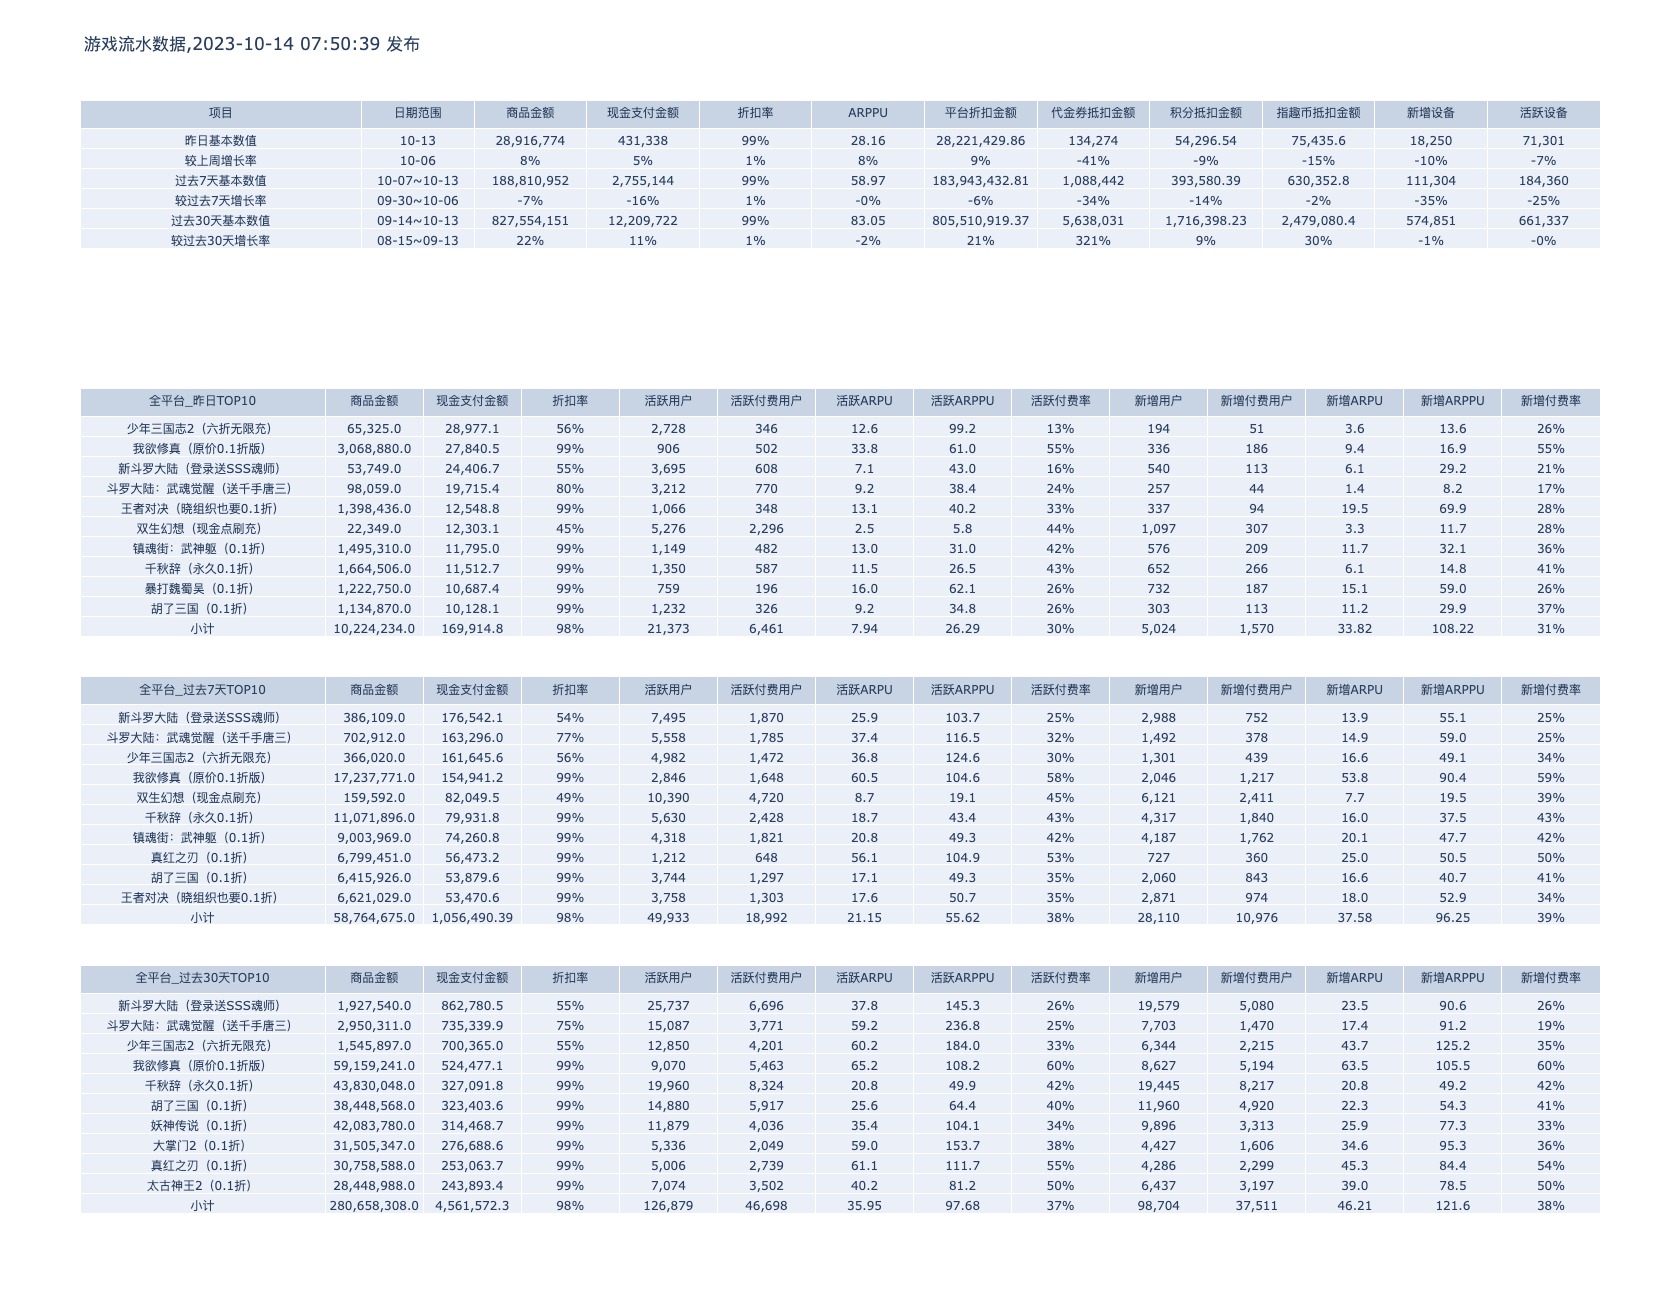 游戏流水数据,2023-10-14 07:50:39 发布
项目 日期范围 商品金额 现金支付金额 折扣率 ARPPU 平台折扣金额 代金券抵扣金额 积分抵扣金额 指趣币抵扣金额 新增设备 活跃设备
昨日基本数值 10-13 28,916,774 431,338 99% 28.16 28,221,429.86 134,274 54,296.54 75,435.6 18,250 71,301
较上周增长率 10-06 8% 5% 1% 8% 9% -41% -9% -15% -10% -7%
过去7天基本数值 10-07~10-13 188,810,952 2,755,144 99% 58.97 183,943,432.81 1,088,442 393,580.39 630,352.8 111,304 184,360
较过去7天增长率 09-30~10-06 -7% -16% 1% -0% -6% -34% -14% -2% -35% -25%
过去30天基本数值 09-14~10-13 827,554,151 12,209,722 99% 83.05 805,510,919.37 5,638,031 1,716,398.23 2,479,080.4 574,851 661,337
较过去30天增长率 08-15~09-13 22% 11% 1% -2% 21% 321% 9% 30% -1% -0%
全平台_昨日TOP10 商品金额 现金支付金额 折扣率 活跃用户 活跃付费用户 活跃ARPU 活跃ARPPU 活跃付费率 新增用户 新增付费用户 新增ARPU 新增ARPPU 新增付费率
少年三国志2（六折无限充） 65,325.0 28,977.1 56% 2,728 346 12.6 99.2 13% 194 51 3.6 13.6 26%
我欲修真（原价0.1折版） 3,068,880.0 27,840.5 99% 906 502 33.8 61.0 55% 336 186 9.4 16.9 55%
新斗罗大陆（登录送SSS魂师） 53,749.0 24,406.7 55% 3,695 608 7.1 43.0 16% 540 113 6.1 29.2 21%
斗罗大陆：武魂觉醒（送千手唐三） 98,059.0 19,715.4 80% 3,212 770 9.2 38.4 24% 257 44 1.4 8.2 17%
王者对决（晓组织也要0.1折） 1,398,436.0 12,548.8 99% 1,066 348 13.1 40.2 33% 337 94 19.5 69.9 28%
双生幻想（现金点刷充） 22,349.0 12,303.1 45% 5,276 2,296 2.5 5.8 44% 1,097 307 3.3 11.7 28%
镇魂街：武神躯（0.1折） 1,495,310.0 11,795.0 99% 1,149 482 13.0 31.0 42% 576 209 11.7 32.1 36%
千秋辞（永久0.1折） 1,664,506.0 11,512.7 99% 1,350 587 11.5 26.5 43% 652 266 6.1 14.8 41%
暴打魏蜀吴（0.1折） 1,222,750.0 10,687.4 99% 759 196 16.0 62.1 26% 732 187 15.1 59.0 26%
胡了三国（0.1折） 1,134,870.0 10,128.1 99% 1,232 326 9.2 34.8 26% 303 113 11.2 29.9 37%
小计 10,224,234.0 169,914.8 98% 21,373 6,461 7.94 26.29 30% 5,024 1,570 33.82 108.22 31%
全平台_过去7天TOP10 商品金额 现金支付金额 折扣率 活跃用户 活跃付费用户 活跃ARPU 活跃ARPPU 活跃付费率 新增用户 新增付费用户 新增ARPU 新增ARPPU 新增付费率
新斗罗大陆（登录送SSS魂师） 386,109.0 176,542.1 54% 7,495 1,870 25.9 103.7 25% 2,988 752 13.9 55.1 25%
斗罗大陆：武魂觉醒（送千手唐三） 702,912.0 163,296.0 77% 5,558 1,785 37.4 116.5 32% 1,492 378 14.9 59.0 25%
少年三国志2（六折无限充） 366,020.0 161,645.6 56% 4,982 1,472 36.8 124.6 30% 1,301 439 16.6 49.1 34%
我欲修真（原价0.1折版） 17,237,771.0 154,941.2 99% 2,846 1,648 60.5 104.6 58% 2,046 1,217 53.8 90.4 59%
双生幻想（现金点刷充） 159,592.0 82,049.5 49% 10,390 4,720 8.7 19.1 45% 6,121 2,411 7.7 19.5 39%
千秋辞（永久0.1折） 11,071,896.0 79,931.8 99% 5,630 2,428 18.7 43.4 43% 4,317 1,840 16.0 37.5 43%
镇魂街：武神躯（0.1折） 9,003,969.0 74,260.8 99% 4,318 1,821 20.8 49.3 42% 4,187 1,762 20.1 47.7 42%
真红之刃（0.1折） 6,799,451.0 56,473.2 99% 1,212 648 56.1 104.9 53% 727 360 25.0 50.5 50%
胡了三国（0.1折） 6,415,926.0 53,879.6 99% 3,744 1,297 17.1 49.3 35% 2,060 843 16.6 40.7 41%
王者对决（晓组织也要0.1折） 6,621,029.0 53,470.6 99% 3,758 1,303 17.6 50.7 35% 2,871 974 18.0 52.9 34%
小计 58,764,675.0 1,056,490.39 98% 49,933 18,992 21.15 55.62 38% 28,110 10,976 37.58 96.25 39%
全平台_过去30天TOP10 商品金额 现金支付金额 折扣率 活跃用户 活跃付费用户 活跃ARPU 活跃ARPPU 活跃付费率 新增用户 新增付费用户 新增ARPU 新增ARPPU 新增付费率
新斗罗大陆（登录送SSS魂师） 1,927,540.0 862,780.5 55% 25,737 6,696 37.8 145.3 26% 19,579 5,080 23.5 90.6 26%
斗罗大陆：武魂觉醒（送千手唐三） 2,950,311.0 735,339.9 75% 15,087 3,771 59.2 236.8 25% 7,703 1,470 17.4 91.2 19%
少年三国志2（六折无限充） 1,545,897.0 700,365.0 55% 12,850 4,201 60.2 184.0 33% 6,344 2,215 43.7 125.2 35%
我欲修真（原价0.1折版） 59,159,241.0 524,477.1 99% 9,070 5,463 65.2 108.2 60% 8,627 5,194 63.5 105.5 60%
千秋辞（永久0.1折） 43,830,048.0 327,091.8 99% 19,960 8,324 20.8 49.9 42% 19,445 8,217 20.8 49.2 42%
胡了三国（0.1折） 38,448,568.0 323,403.6 99% 14,880 5,917 25.6 64.4 40% 11,960 4,920 22.3 54.3 41%
妖神传说（0.1折） 42,083,780.0 314,468.7 99% 11,879 4,036 35.4 104.1 34% 9,896 3,313 25.9 77.3 33%
大掌门2（0.1折） 31,505,347.0 276,688.6 99% 5,336 2,049 59.0 153.7 38% 4,427 1,606 34.6 95.3 36%
真红之刃（0.1折） 30,758,588.0 253,063.7 99% 5,006 2,739 61.1 111.7 55% 4,286 2,299 45.3 84.4 54%
太古神王2（0.1折） 28,448,988.0 243,893.4 99% 7,074 3,502 40.2 81.2 50% 6,437 3,197 39.0 78.5 50%
小计 280,658,308.0 4,561,572.3 98% 126,879 46,698 35.95 97.68 37% 98,704 37,511 46.21 121.6 38%